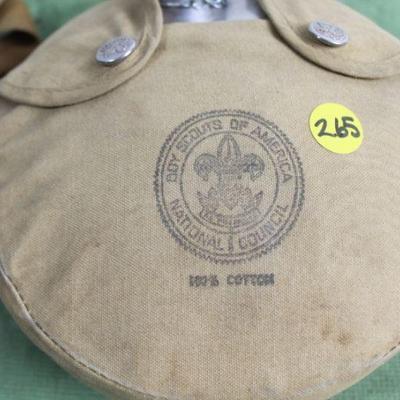 265
BOY SCOUTS OF AMERICA
NATIONAL COUNCIL
100% COTTON